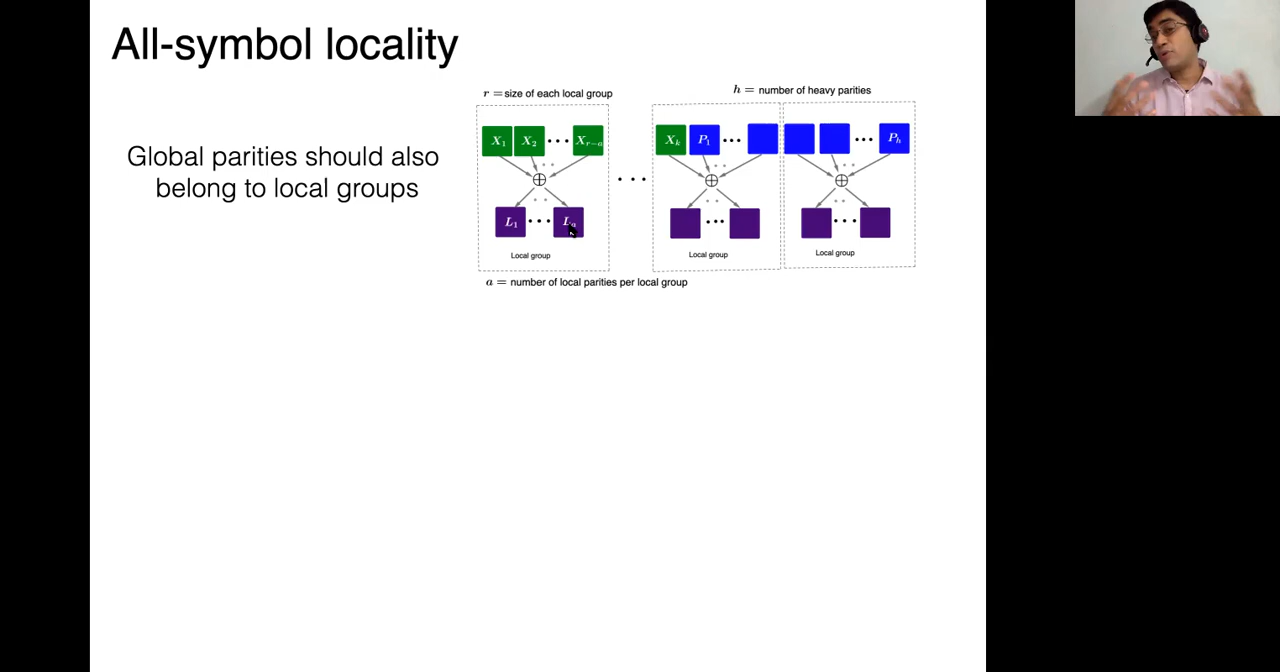 All-symbol locality
Global parities should also
belong to local groups
r = size of each local group
h = number of heavy parities
X₁ X₂ ••• Xᵣ₋ₐ
••• 
Xₖ P₁ •••
••• Pₕ
⊕ ⊕ ⊕
L₁ ••• Lₐ
•••
•••
Local group
Local group
Local group
a = number of local parities per local group